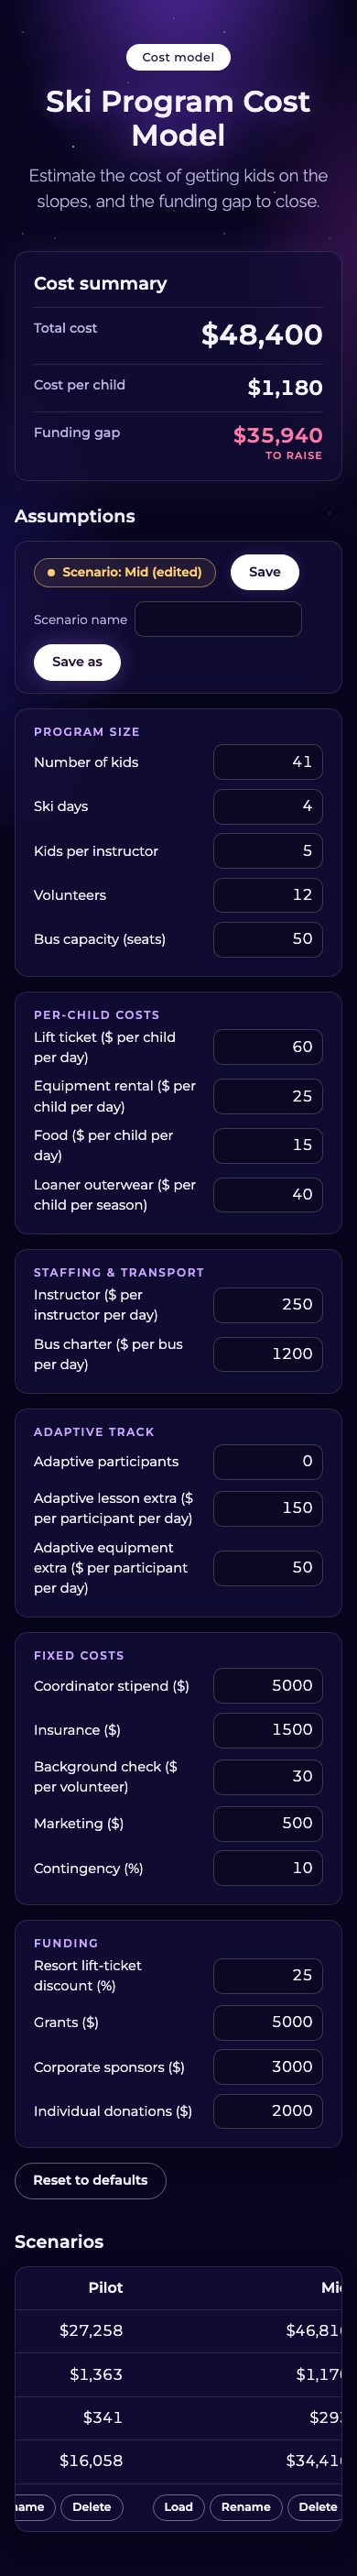 Cost model
Ski Program Cost
Model
Estimate the cost of getting kids on the
slopes, and the funding gap to close.
Cost summary
Total cost $48,400
Cost per child $1,180
Funding gap $35,940
TO RAISE
Assumptions
Scenario: Mid (edited) Save
Scenario name
Save as
PROGRAM SIZE
Number of kids 41
Ski days 4
Kids per instructor 5
Volunteers 12
Bus capacity (seats) 50
PER-CHILD COSTS
Lift ticket ($ per child
per day) 60
Equipment rental ($ per
child per day) 25
Food ($ per child per
day) 15
Loaner outerwear ($ per
child per season) 40
STAFFING & TRANSPORT
Instructor ($ per
instructor per day) 250
Bus charter ($ per bus
per day) 1200
ADAPTIVE TRACK
Adaptive participants 0
Adaptive lesson extra ($
per participant per day) 150
Adaptive equipment
extra ($ per participant
per day) 50
FIXED COSTS
Coordinator stipend ($) 5000
Insurance ($) 1500
Background check ($
per volunteer) 30
Marketing ($) 500
Contingency (%) 10
FUNDING
Resort lift-ticket
discount (%) 25
Grants ($) 5000
Corporate sponsors ($) 3000
Individual donations ($) 2000
Reset to defaults
Scenarios
Pilot
$27,258
$1,363
$341
$16,058
Delete Load Rename Delete